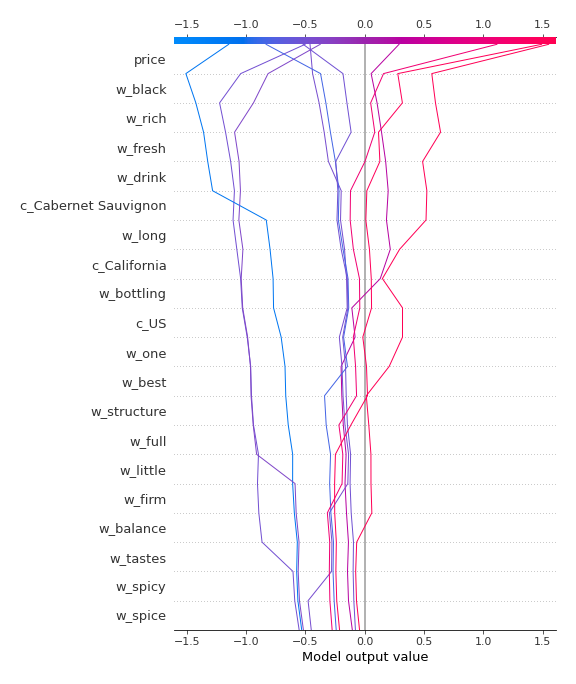 −1.5 −1.0 −0.5 0.0 0.5 1.0 1.5
price
w_black
w_rich
w_fresh
w_drink
c_Cabernet Sauvignon
w_long
c_California
w_bottling
c_US
w_one
w_best
w_structure
w_full
w_little
w_firm
w_balance
w_tastes
w_spicy
w_spice
−1.5 −1.0 −0.5 0.0 0.5 1.0 1.5
Model output value